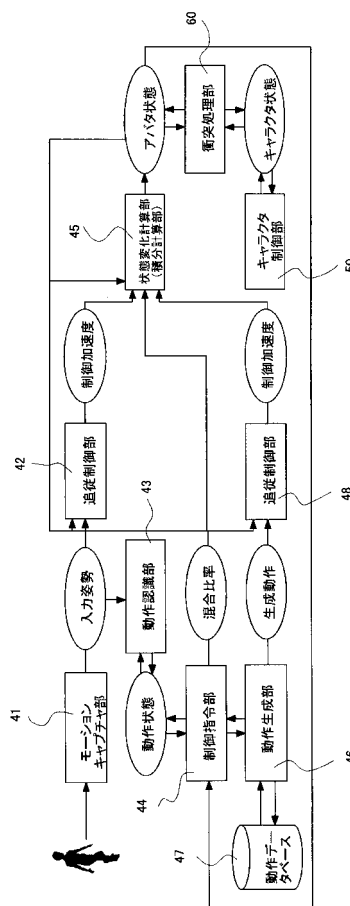 41
モーション
キャプチャ部
入力姿勢
42
追従制御部
制御加速度
45
状態変化計算部
(積分計算部)
アバタ状態
60
衝突処理部
キャラクタ状態
キャラクタ
制御部
50
動作状態
動作認識部
43
44
制御指令部
混合比率
47
動作デー
タベース
動作生成部
46
生成動作
追従制御部
48
制御加速度